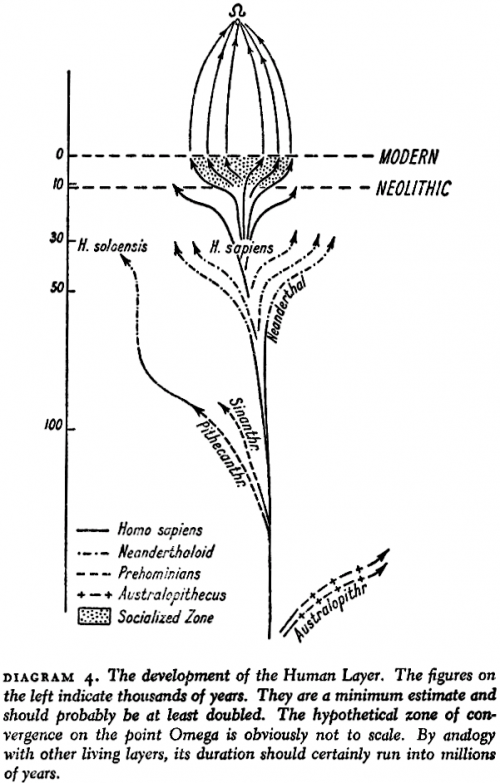 Ω
0
MODERN
10
NEOLITHIC
30
H. soloensis
H. sapiens
50
Neanderthal
Sinanthr.
Pithecanthr.
100
Homo sapiens
Neandertholoid
Prehominians
Australopithecus
Socialized Zone
Australopithr
DIAGRAM 4. The development of the Human Layer. The figures on
the left indicate thousands of years. They are a minimum estimate and
should probably be at least doubled. The hypothetical zone of con-
vergence on the point Omega is obviously not to scale. By analogy
with other living layers, its duration should certainly run into millions
of years.